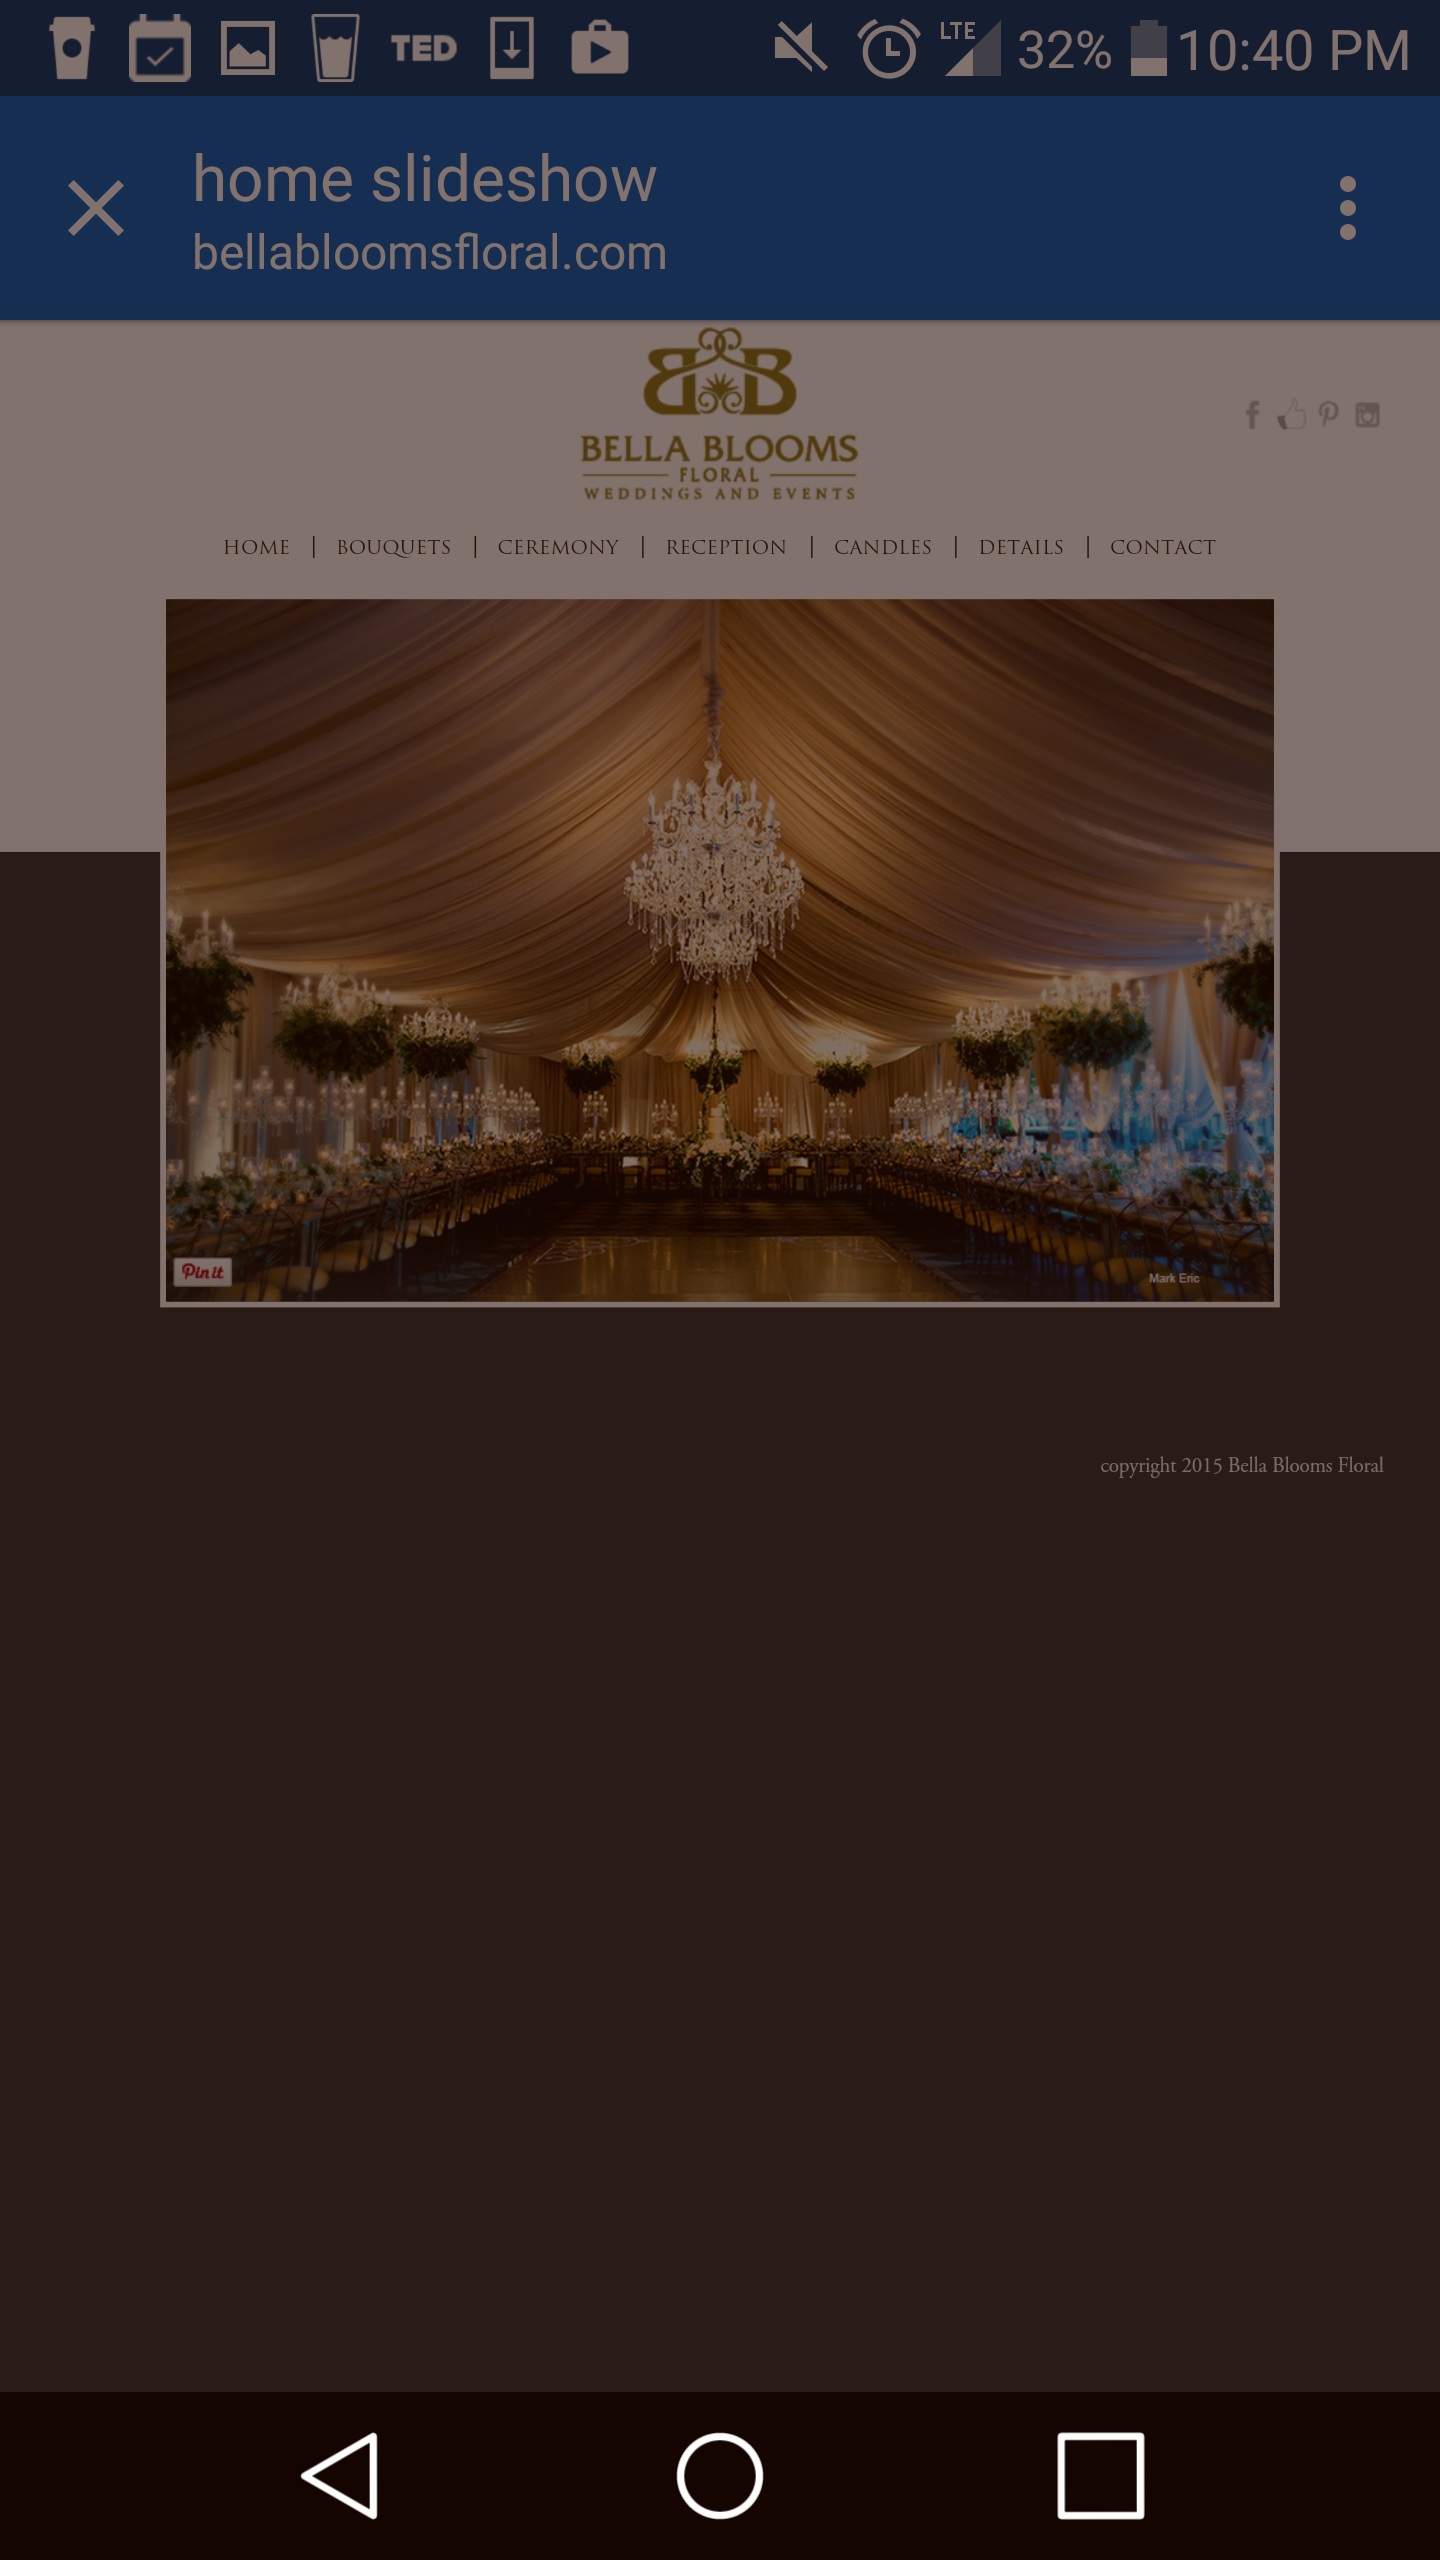 TED LTE 32% 10:40 PM
home slideshow
bellabloomsfloral.com
BB
BELLA BLOOMS
FLORAL
WEDDINGS AND EVENTS
HOME | BOUQUETS | CEREMONY | RECEPTION | CANDLES | DETAILS | CONTACT
Pin it
Mark Eric
copyright 2015 Bella Blooms Floral